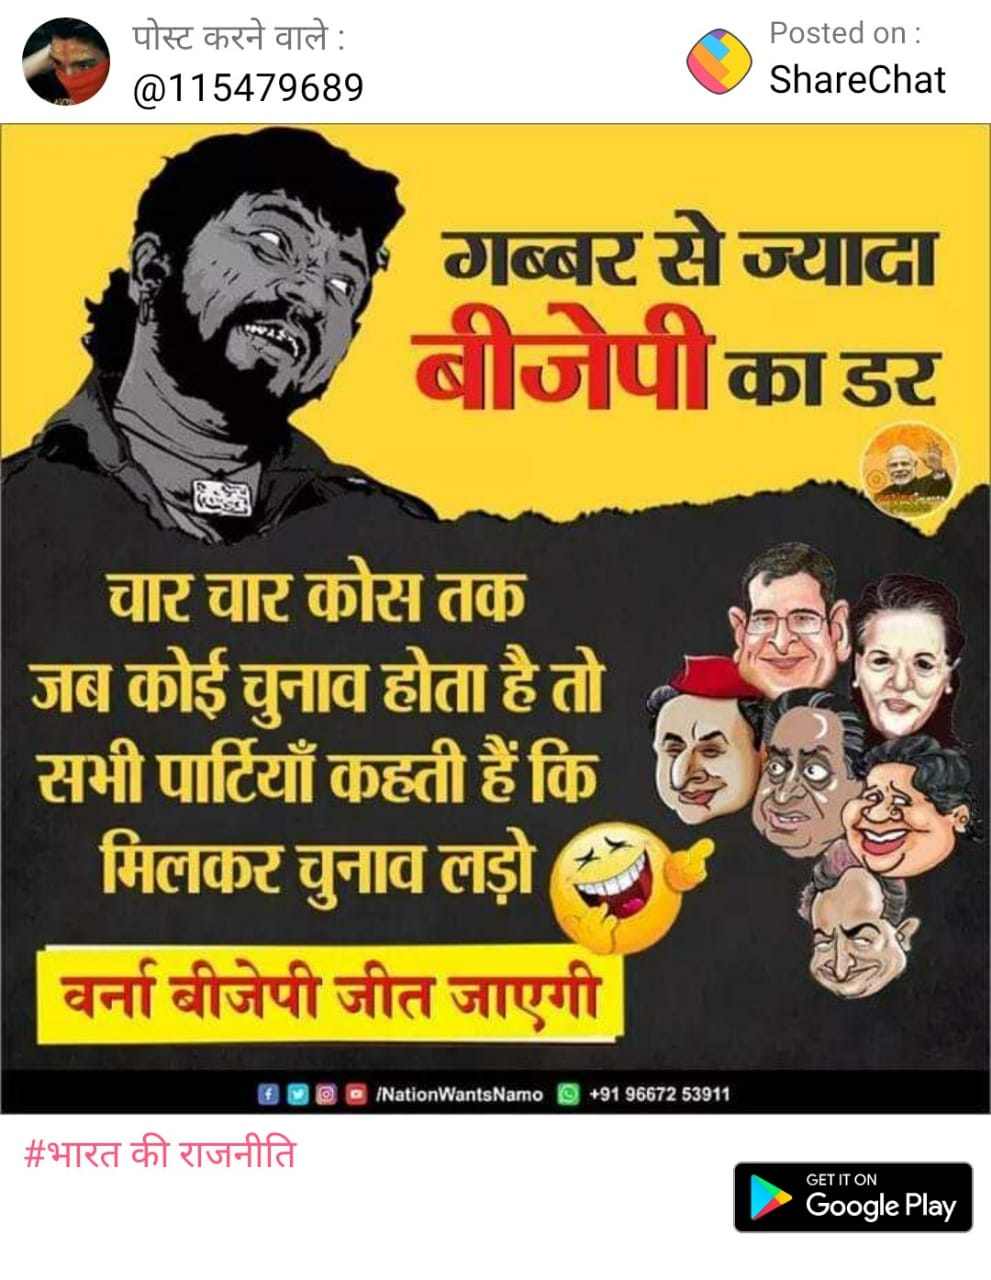 पोस्ट करने वाले :
@115479689
Posted on :
ShareChat
गब्बर से ज्यादा
बीजेपी का डर
चार चार कोस तक
जब कोई चुनाव होता है तो
सभी पार्टियाँ कहती हैं कि
मिलकर चुनाव लड़ो
वर्ना बीजेपी जीत जाएगी
/NationWantsNamo +91 96672 53911
#भारत की राजनीति
GET IT ON
Google Play